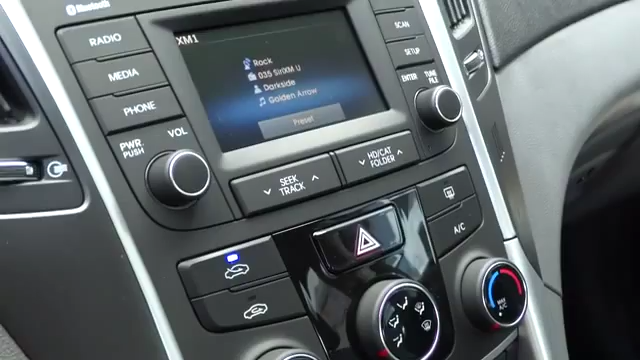 Bluetooth
RADIO
MEDIA
PHONE
PWR
PUSH
VOL
XM1
Rock
035 SiriXM U
Darkside
Golden Arrow
Preset
SCAN
SETUP
ENTER
TUNE
FILE
SEEK
TRACK
HD/CAT
FOLDER
A/C
MAX
A/C